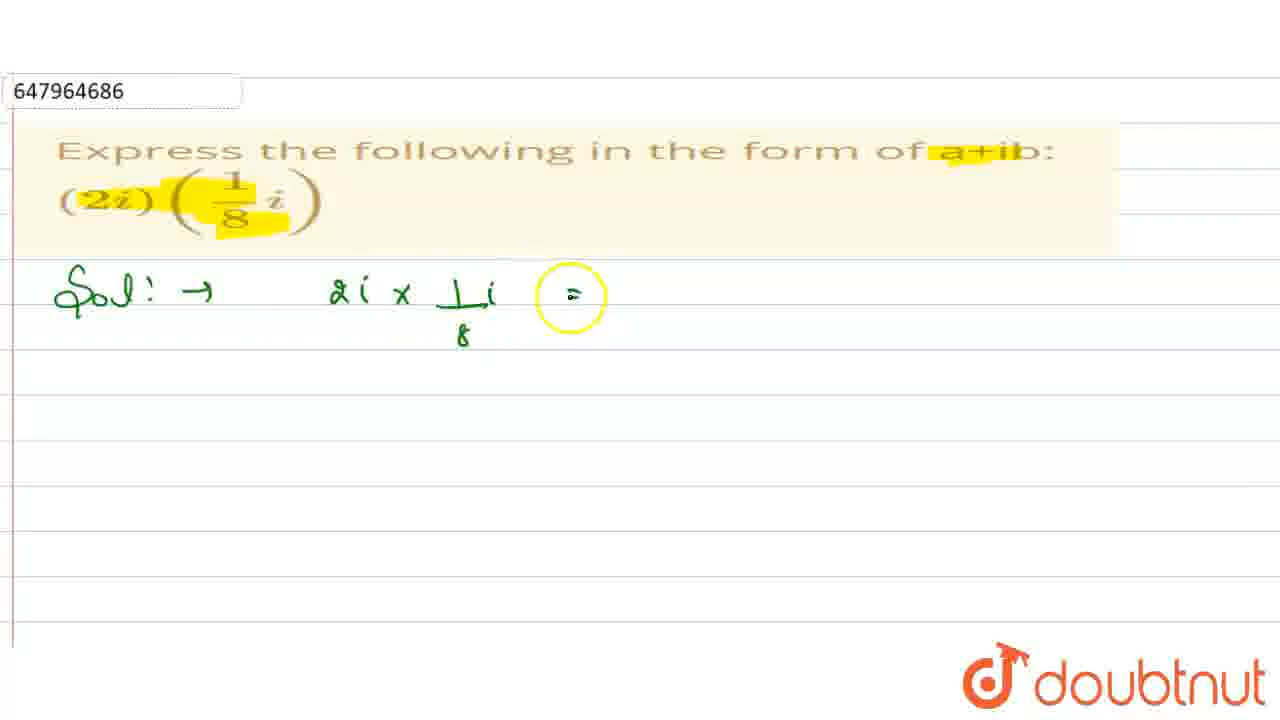 647964686
Express the following in the form of a+ib:
(2i) (1/8 i)
Sol:→ 2i × 1/8 i =
doubtnut